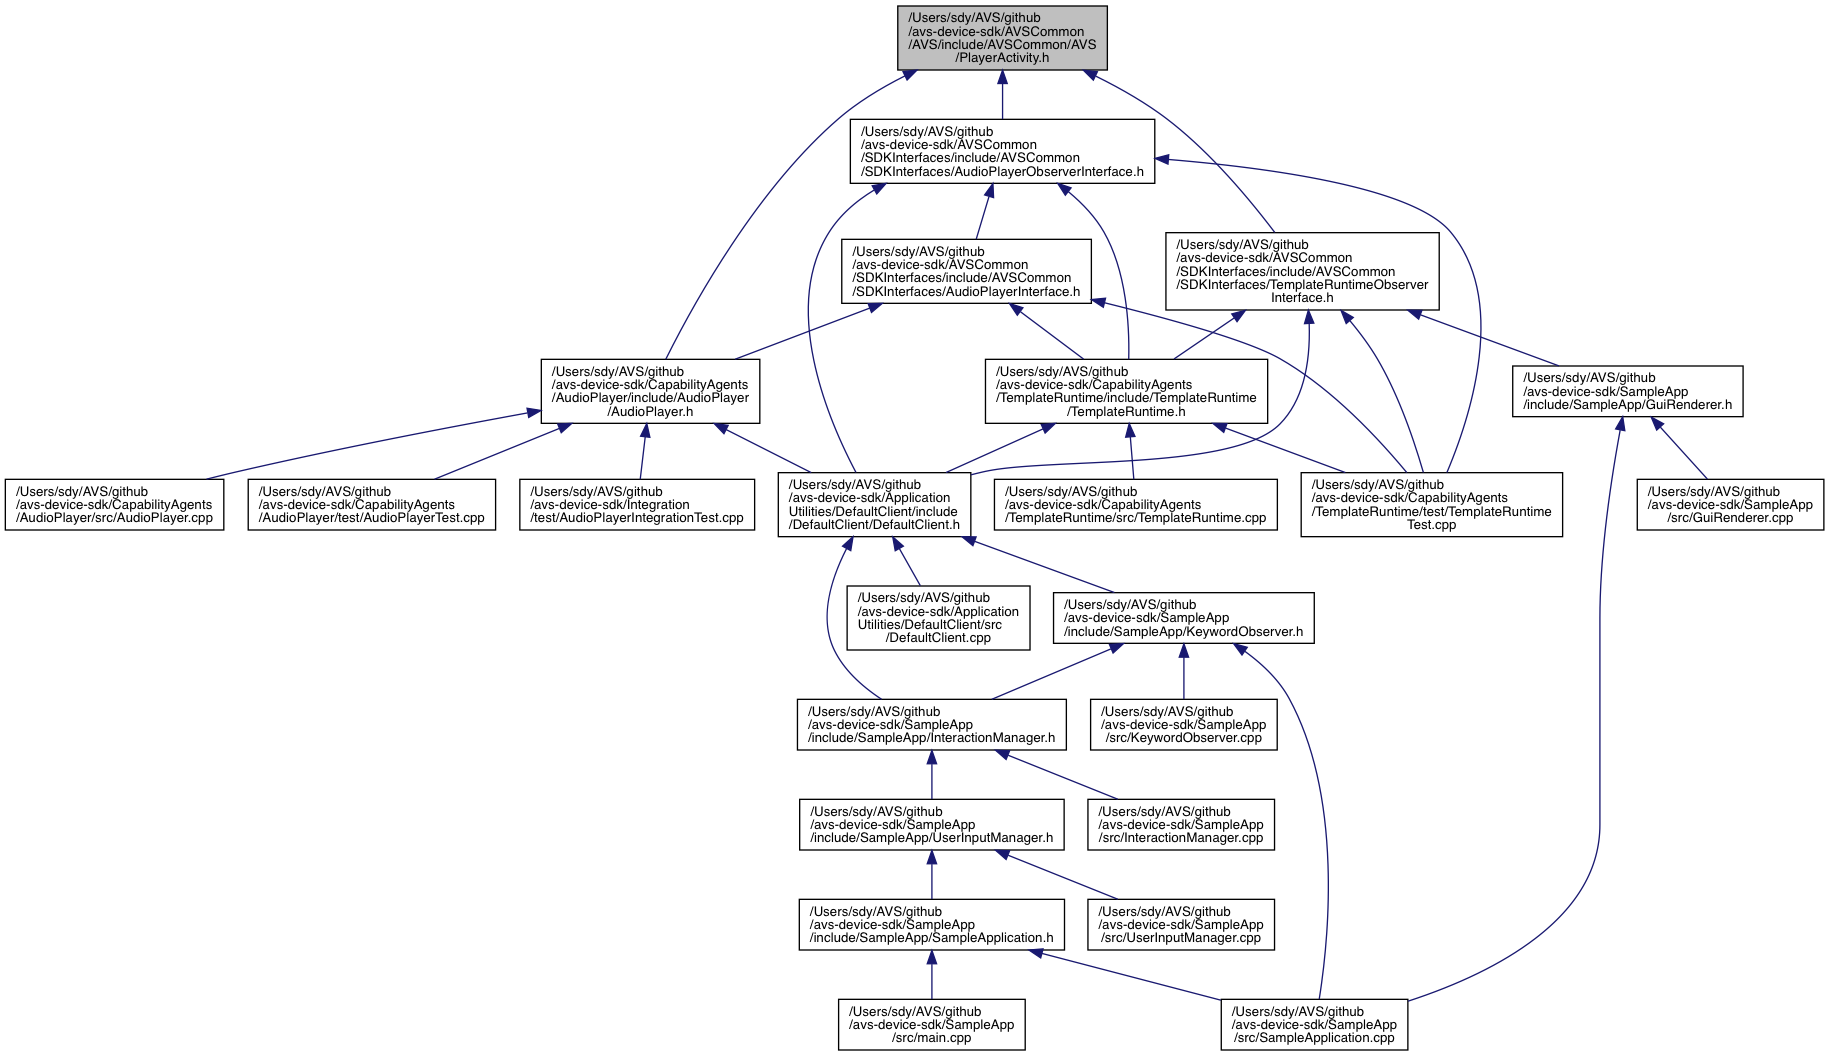 /Users/sdy/AVS/github
/avs-device-sdk/AVSCommon
/AVS/include/AVSCommon/AVS
/PlayerActivity.h
/Users/sdy/AVS/github
/avs-device-sdk/AVSCommon
/SDKInterfaces/include/AVSCommon
/SDKInterfaces/AudioPlayerObserverInterface.h
/Users/sdy/AVS/github
/avs-device-sdk/AVSCommon
/SDKInterfaces/include/AVSCommon
/SDKInterfaces/AudioPlayerInterface.h
/Users/sdy/AVS/github
/avs-device-sdk/AVSCommon
/SDKInterfaces/include/AVSCommon
/SDKInterfaces/TemplateRuntimeObserver
Interface.h
/Users/sdy/AVS/github
/avs-device-sdk/CapabilityAgents
/AudioPlayer/include/AudioPlayer
/AudioPlayer.h
/Users/sdy/AVS/github
/avs-device-sdk/CapabilityAgents
/TemplateRuntime/include/TemplateRuntime
/TemplateRuntime.h
/Users/sdy/AVS/github
/avs-device-sdk/SampleApp
/include/SampleApp/GuiRenderer.h
/Users/sdy/AVS/github
/avs-device-sdk/CapabilityAgents
/AudioPlayer/src/AudioPlayer.cpp
/Users/sdy/AVS/github
/avs-device-sdk/CapabilityAgents
/AudioPlayer/test/AudioPlayerTest.cpp
/Users/sdy/AVS/github
/avs-device-sdk/Integration
/test/AudioPlayerIntegrationTest.cpp
/Users/sdy/AVS/github
/avs-device-sdk/Application
Utilities/DefaultClient/include
/DefaultClient/DefaultClient.h
/Users/sdy/AVS/github
/avs-device-sdk/CapabilityAgents
/TemplateRuntime/src/TemplateRuntime.cpp
/Users/sdy/AVS/github
/avs-device-sdk/CapabilityAgents
/TemplateRuntime/test/TemplateRuntime
Test.cpp
/Users/sdy/AVS/github
/avs-device-sdk/SampleApp
/src/GuiRenderer.cpp
/Users/sdy/AVS/github
/avs-device-sdk/Application
Utilities/DefaultClient/src
/DefaultClient.cpp
/Users/sdy/AVS/github
/avs-device-sdk/SampleApp
/include/SampleApp/KeywordObserver.h
/Users/sdy/AVS/github
/avs-device-sdk/SampleApp
/include/SampleApp/InteractionManager.h
/Users/sdy/AVS/github
/avs-device-sdk/SampleApp
/src/KeywordObserver.cpp
/Users/sdy/AVS/github
/avs-device-sdk/SampleApp
/include/SampleApp/UserInputManager.h
/Users/sdy/AVS/github
/avs-device-sdk/SampleApp
/src/InteractionManager.cpp
/Users/sdy/AVS/github
/avs-device-sdk/SampleApp
/include/SampleApp/SampleApplication.h
/Users/sdy/AVS/github
/avs-device-sdk/SampleApp
/src/UserInputManager.cpp
/Users/sdy/AVS/github
/avs-device-sdk/SampleApp
/src/main.cpp
/Users/sdy/AVS/github
/avs-device-sdk/SampleApp
/src/SampleApplication.cpp